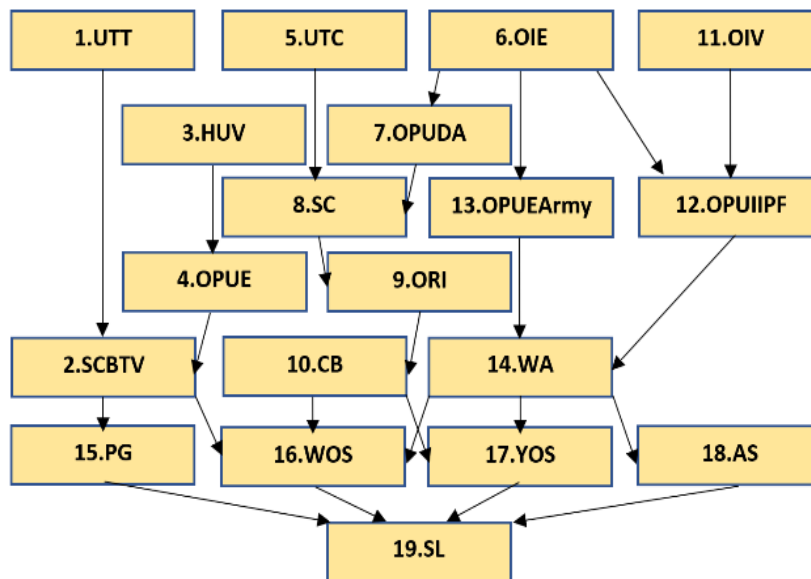 1.UTT
5.UTC
6.OIE
11.OIV
3.HUV
7.OPUDA
8.SC
13.OPUEArmy
12.OPUIIPF
4.OPUE
9.ORI
2.SCBTV
10.CB
14.WA
15.PG
16.WOS
17.YOS
18.AS
19.SL